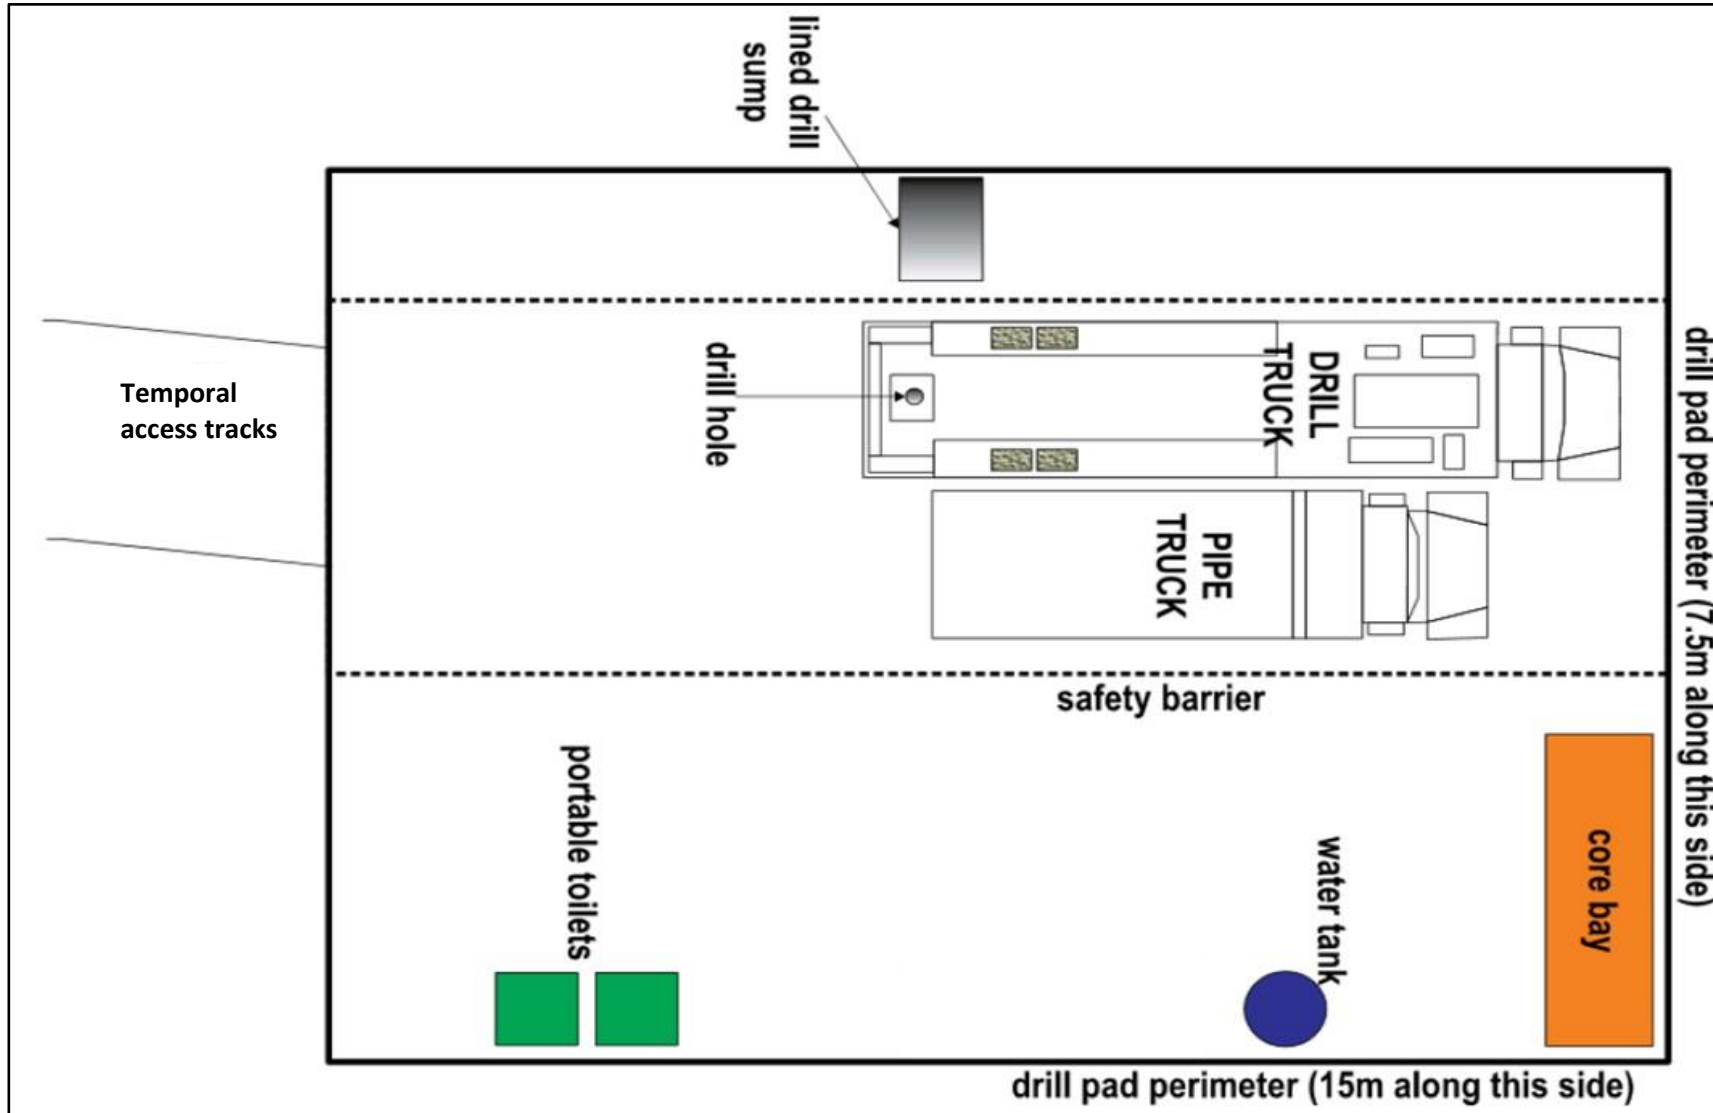 lined drill
sump
Temporal
access tracks
drill hole
DRILL
TRUCK
PIPE
TRUCK
drill pad perimeter (7.5m along this side)
safety barrier
portable toilets
water tank
core bay
drill pad perimeter (15m along this side)